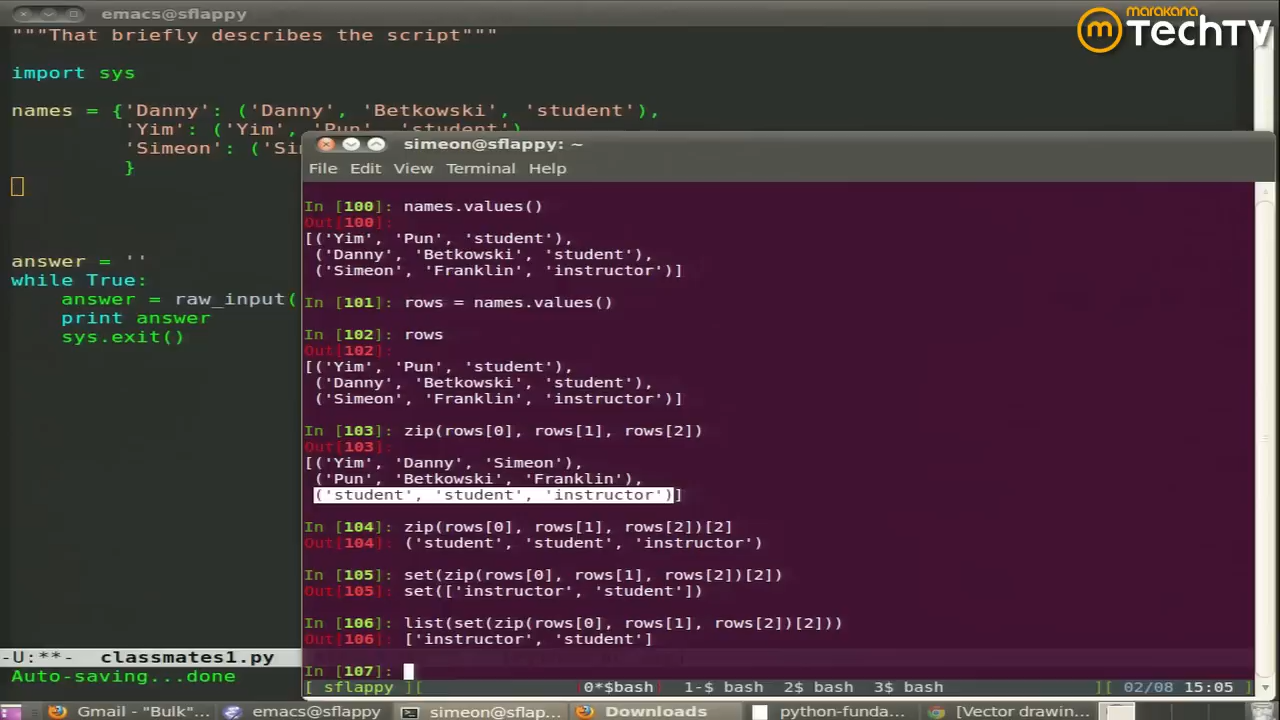 emacs@sflappy
marakana
TechTV
"""That briefly describes the script"""
import sys
names = {'Danny': ('Danny', 'Betkowski', 'student'),
'Yim': ('Yim', 'Pun', 'student')
'Simeon': ('Si
}
answer = ''
while True:
answer = raw_input(
print answer
sys.exit()
-U:**- classmates1.py
Auto-saving...done
simeon@sflappy: ~
File Edit View Terminal Help
In [100]: names.values()
Out[100]:
[('Yim', 'Pun', 'student'),
('Danny', 'Betkowski', 'student'),
('Simeon', 'Franklin', 'instructor')]
In [101]: rows = names.values()
In [102]: rows
Out[102]:
[('Yim', 'Pun', 'student'),
('Danny', 'Betkowski', 'student'),
('Simeon', 'Franklin', 'instructor')]
In [103]: zip(rows[0], rows[1], rows[2])
Out[103]:
[('Yim', 'Danny', 'Simeon'),
('Pun', 'Betkowski', 'Franklin'),
('student', 'student', 'instructor')]
In [104]: zip(rows[0], rows[1], rows[2])[2]
Out[104]: ('student', 'student', 'instructor')
In [105]: set(zip(rows[0], rows[1], rows[2])[2])
Out[105]: set(['instructor', 'student'])
In [106]: list(set(zip(rows[0], rows[1], rows[2])[2]))
Out[106]: ['instructor', 'student']
In [107]:
[ sflappy ][ 0*$bash) 1-$ bash 2$ bash 3$ bash ][ 02/08 15:05 ]
Gmail - "Bulk"... emacs@sflappy simeon@sflap... Downloads python-funda... [Vector drawin...